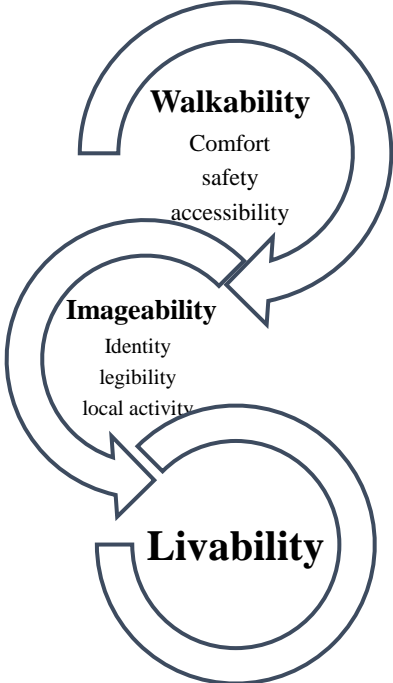 Walkability
Comfort
safety
accessibility
Imageability
Identity
legibility
local activity
Livability